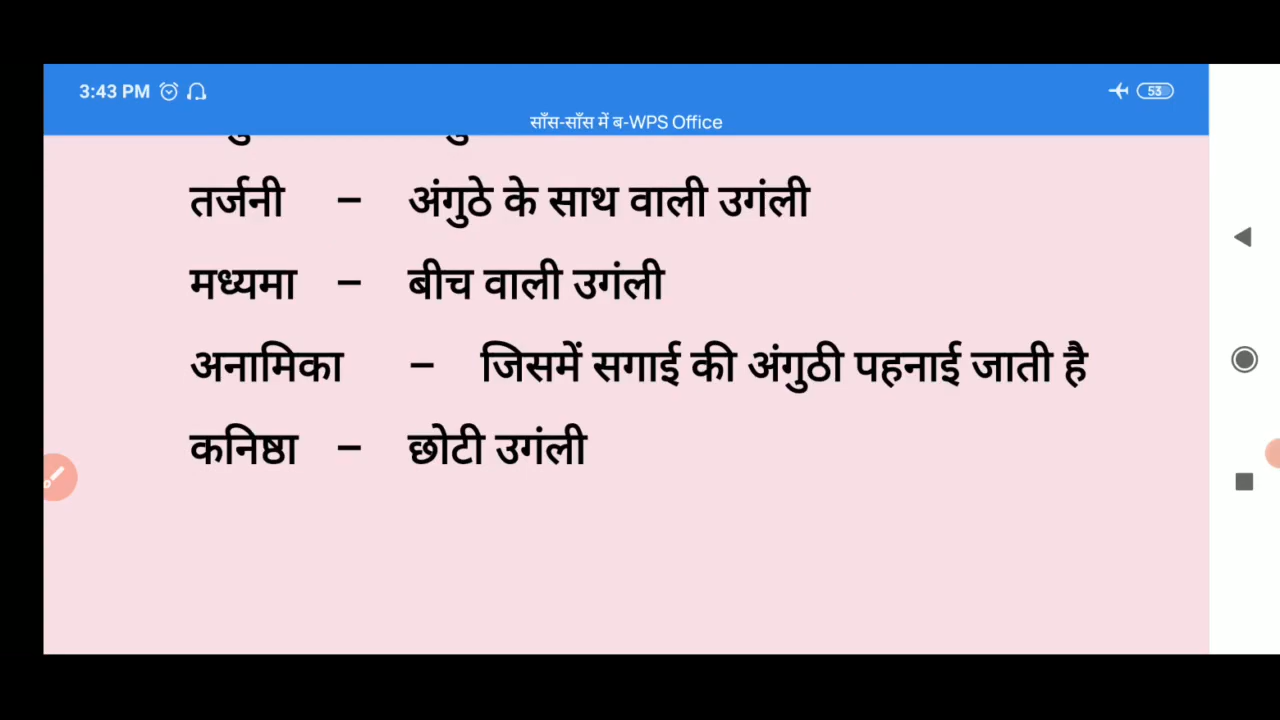 3:43 PM
53
साँस-साँस में ब-WPS Office
तर्जनी – अंगुठे के साथ वाली उगंली
मध्यमा – बीच वाली उगंली
अनामिका – जिसमें सगाई की अंगुठी पहनाई जाती है
कनिष्ठा – छोटी उगंली